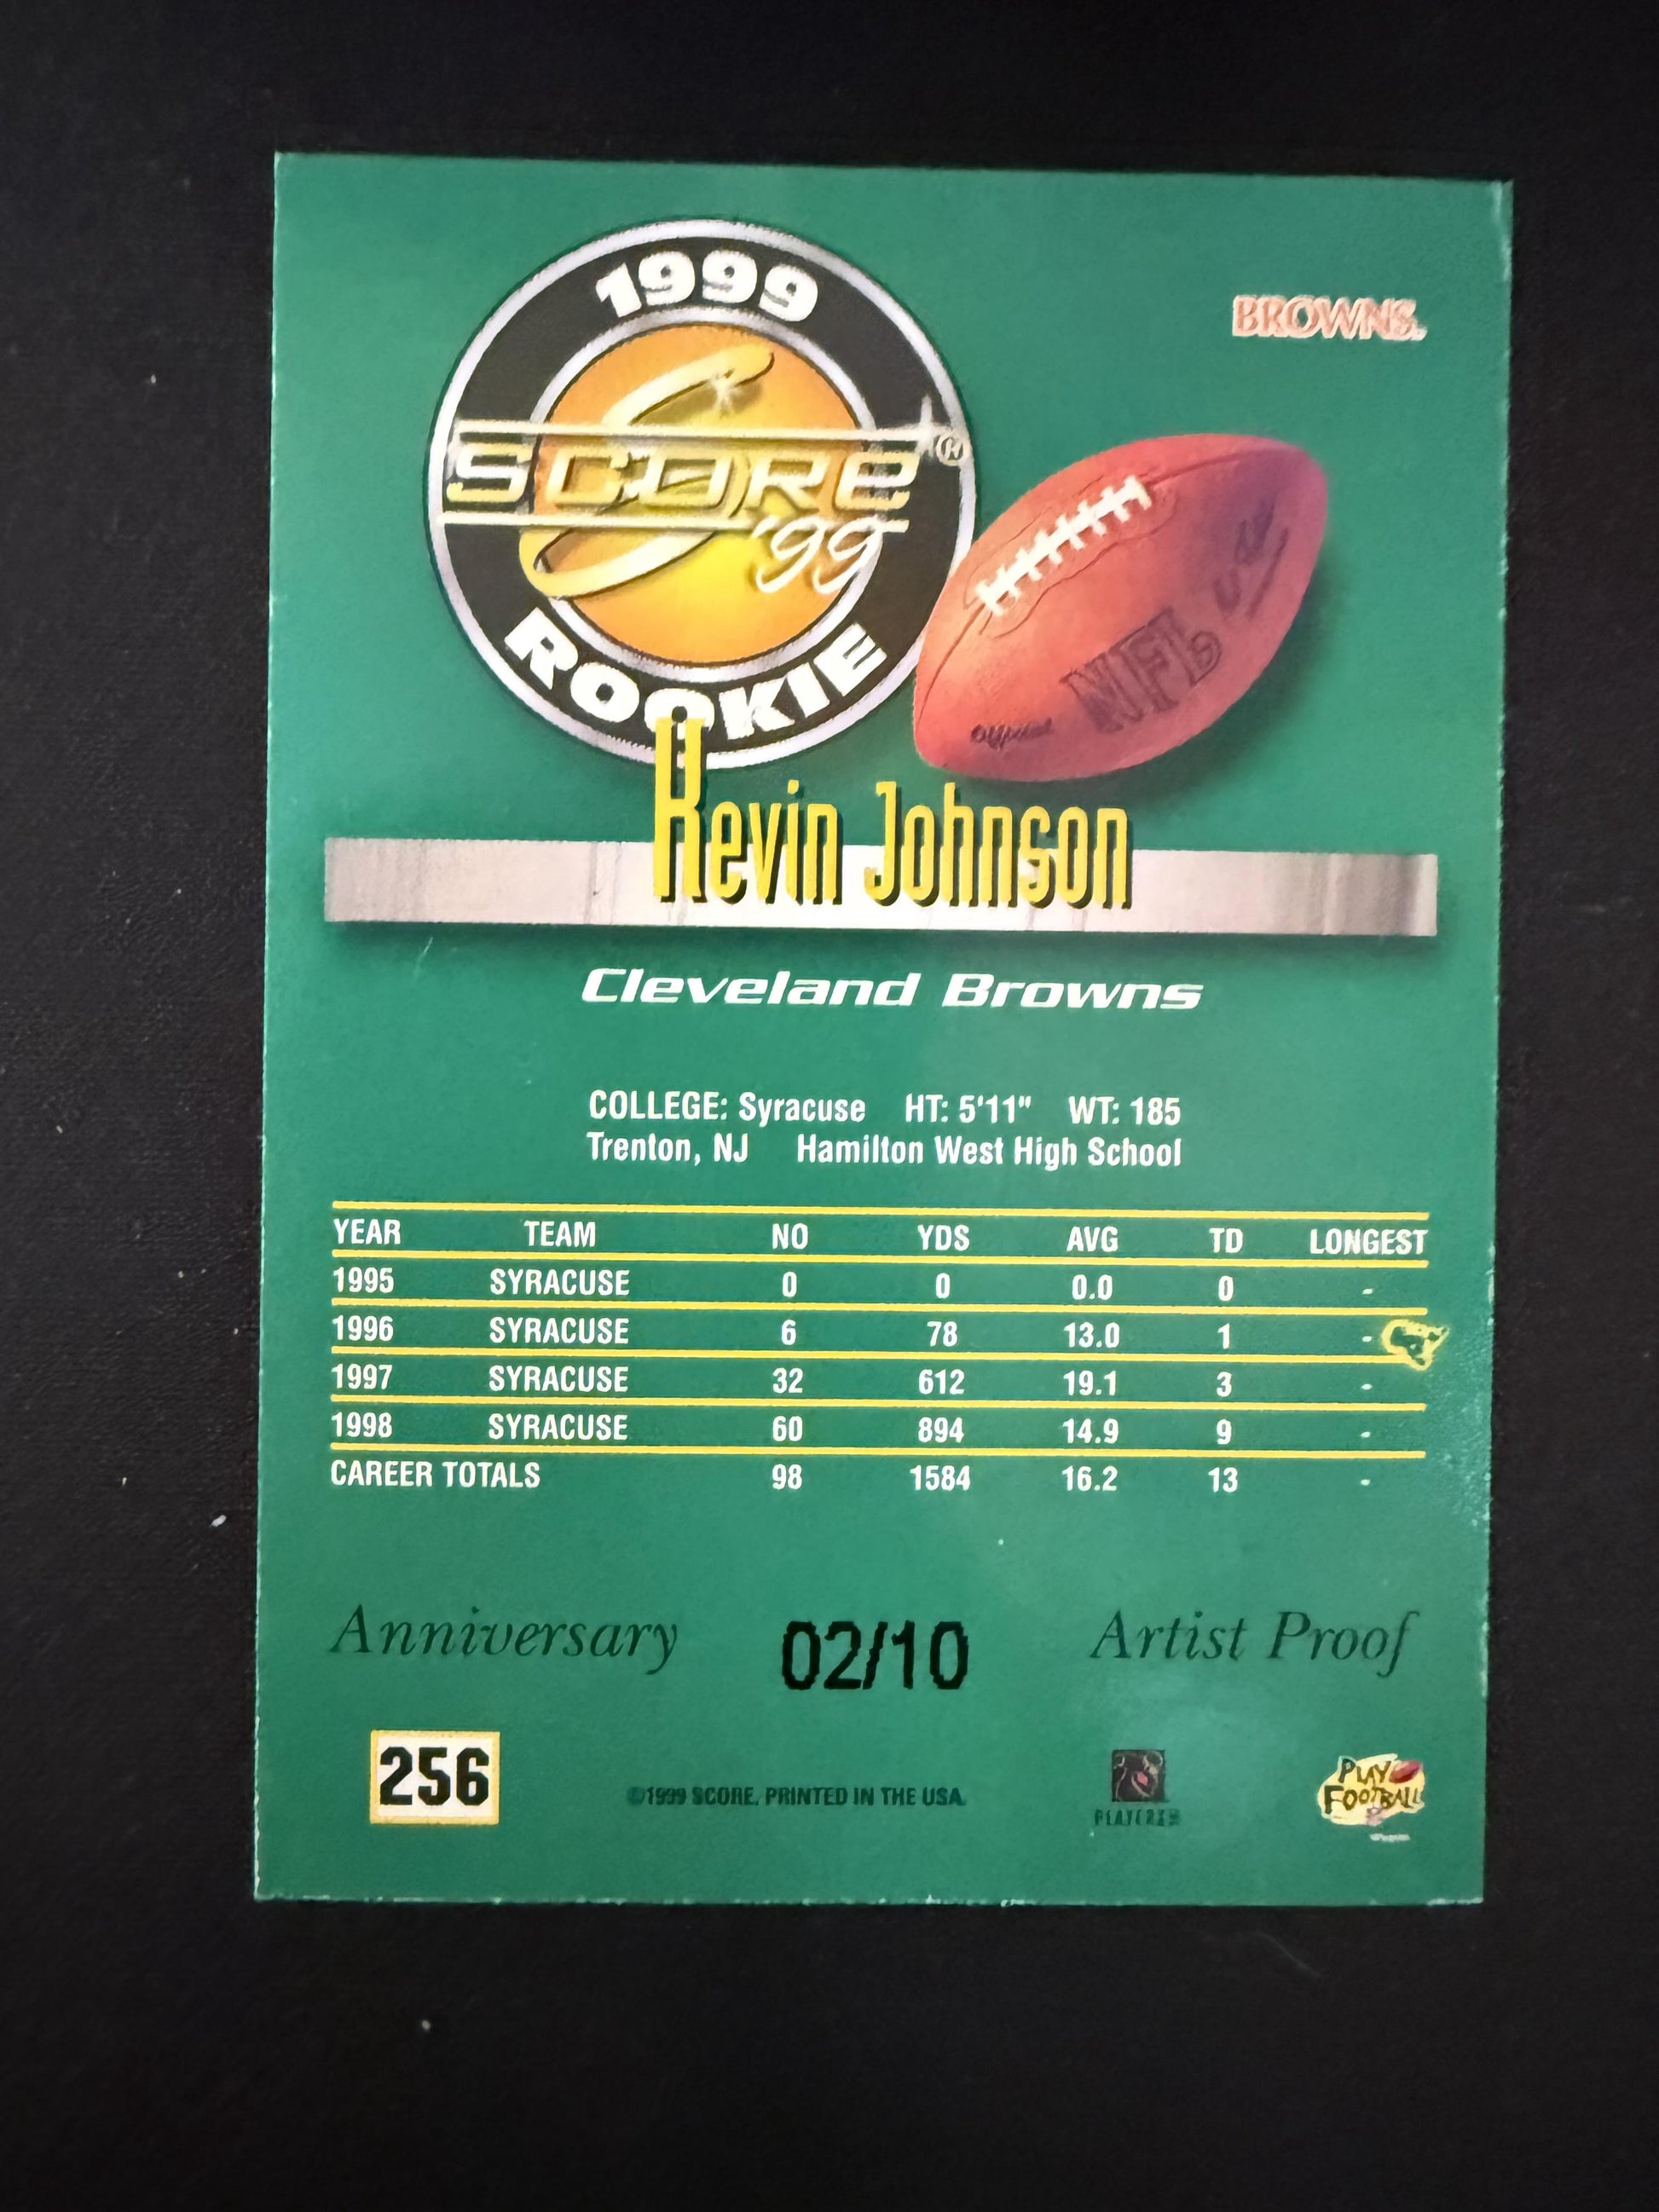 1999
SCORE®
'99
ROOKIE
BROWNS
Official NFL
Kevin Johnson
Cleveland Browns
COLLEGE: Syracuse HT: 5'11" WT: 185
Trenton, NJ Hamilton West High School
YEAR TEAM NO YDS AVG TD LONGEST
1995 SYRACUSE 0 0 0.0 0 -
1996 SYRACUSE 6 78 13.0 1 -
1997 SYRACUSE 32 612 19.1 3 -
1998 SYRACUSE 60 894 14.9 9 -
CAREER TOTALS 98 1584 16.2 13 -
Anniversary 02/10 Artist Proof
256
©1999 SCORE. PRINTED IN THE USA.
PLAYERS
PLAY
FOOTBALL